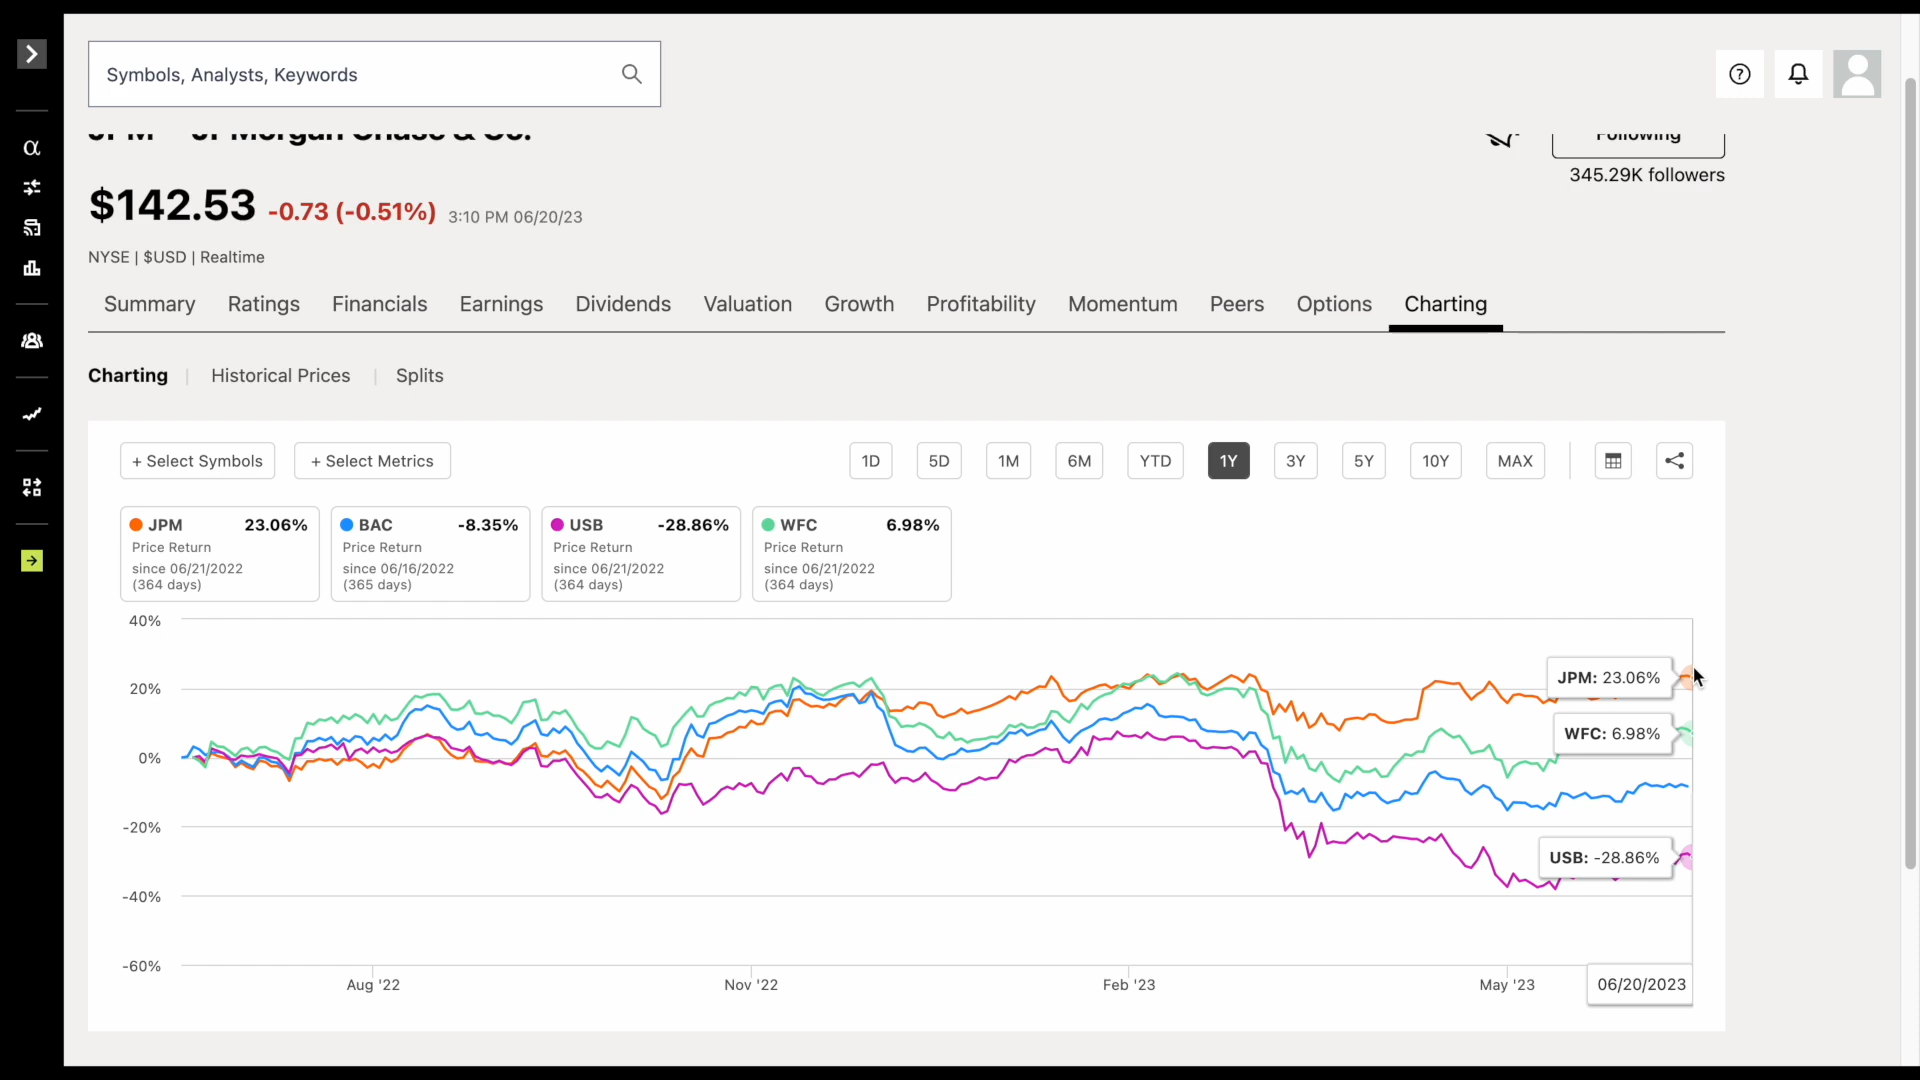 Symbols, Analysts, Keywords
JPM - JPMorgan Chase & Co.
Following
345.29K followers
$142.53 -0.73 (-0.51%) 3:10 PM 06/20/23
NYSE | $USD | Realtime
Summary Ratings Financials Earnings Dividends Valuation Growth Profitability Momentum Peers Options Charting
Charting | Historical Prices | Splits
+ Select Symbols + Select Metrics 1D 5D 1M 6M YTD 1Y 3Y 5Y 10Y MAX
JPM 23.06%
Price Return
since 06/21/2022
(364 days)
BAC -8.35%
Price Return
since 06/16/2022
(365 days)
USB -28.86%
Price Return
since 06/21/2022
(364 days)
WFC 6.98%
Price Return
since 06/21/2022
(364 days)
40%
20%
0%
-20%
-40%
-60%
JPM: 23.06%
WFC: 6.98%
USB: -28.86%
Aug '22 Nov '22 Feb '23 May '23 06/20/2023